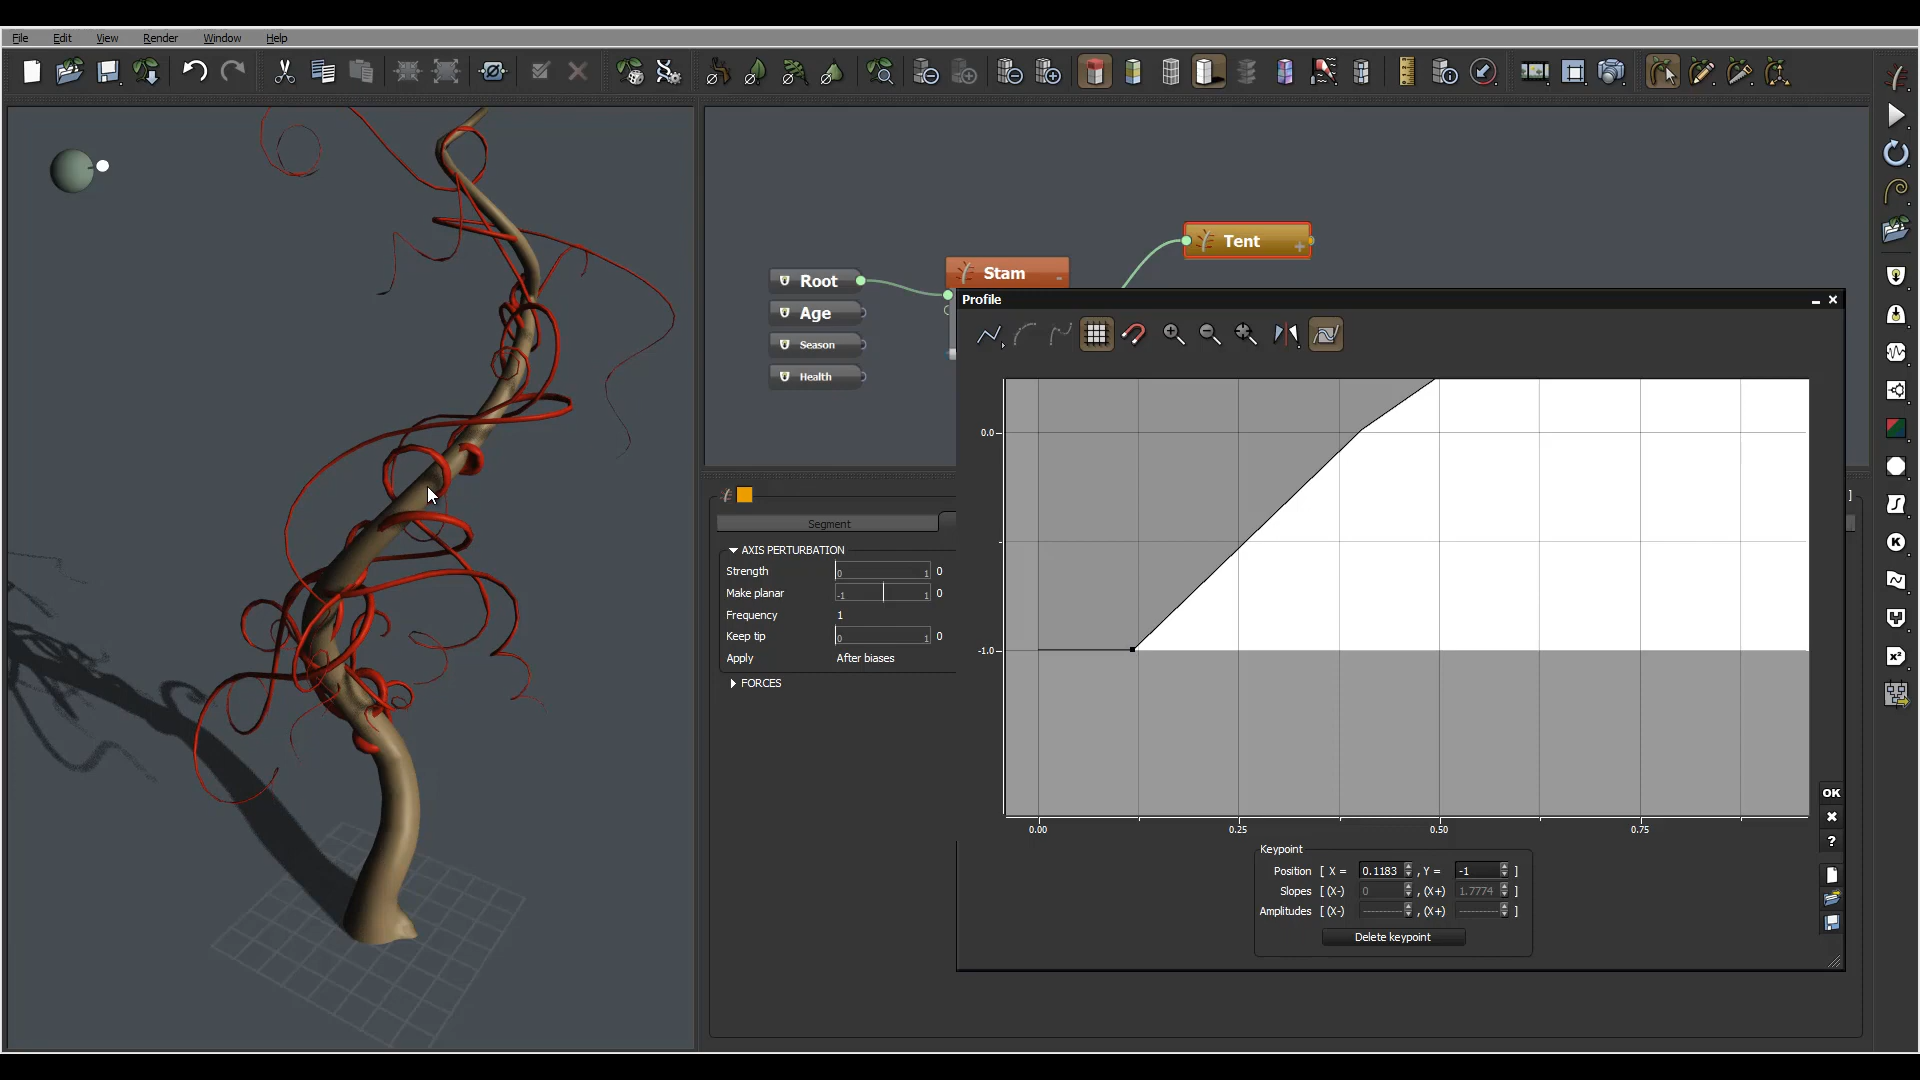 File Edit View Render Window Help
Tent
Stam
Root
Age
Season
Health
Profile
0.0
-
-1.0
0.00 0.25 0.50 0.75
Segment
AXIS PERTURBATION
Strength 0 1 0
Make planar -1 1 0
Frequency 1
Keep tip 0 1 0
Apply After biases
FORCES
OK
?
Keypoint
Position [ X = 0.1183 , Y = -1 ]
Slopes [ (X-) 0 , (X+) 1.7774 ]
Amplitudes [ (X-) ---------- , (X+) ---------- ]
Delete keypoint
K
x²